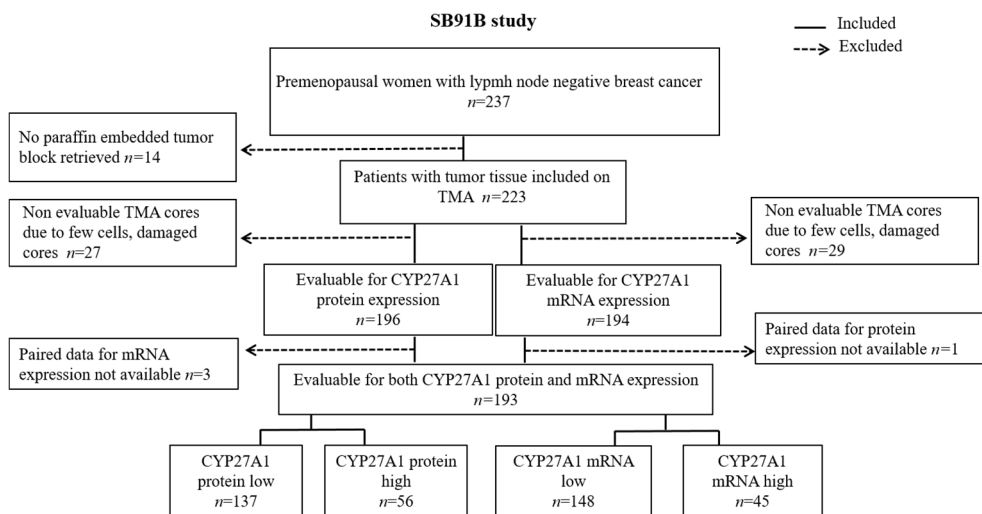 SB91B study
Included
Excluded
Premenopausal women with lypmh node negative breast cancer
n=237
No paraffin embedded tumor
block retrieved n=14
Patients with tumor tissue included on
TMA n=223
Non evaluable TMA cores
due to few cells, damaged
cores n=27
Non evaluable TMA cores
due to few cells, damaged
cores n=29
Evaluable for CYP27A1
protein expression
n=196
Evaluable for CYP27A1
mRNA expression
n=194
Paired data for mRNA
expression not available n=3
Paired data for protein
expression not available n=1
Evaluable for both CYP27A1 protein and mRNA expression
n=193
CYP27A1
protein low
n=137
CYP27A1 protein
high
n=56
CYP27A1 mRNA
low
n=148
CYP27A1
mRNA high
n=45